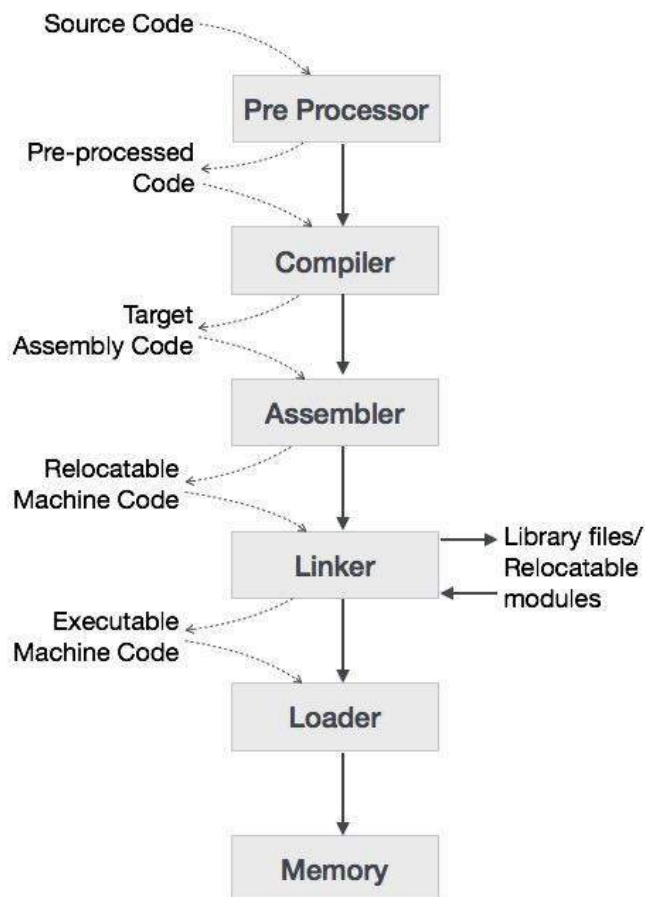 Source Code
Pre Processor
Pre-processed
Code
Compiler
Target
Assembly Code
Assembler
Relocatable
Machine Code
Linker
Library files/
Relocatable
modules
Executable
Machine Code
Loader
Memory